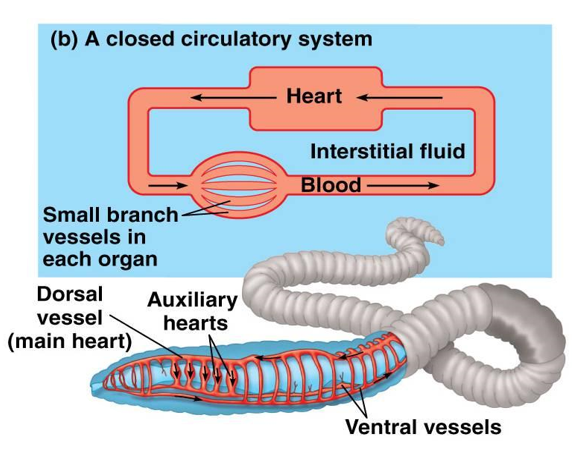 (b) A closed circulatory system
Heart
Interstitial fluid
Blood
Small branch
vessels in
each organ
Dorsal
vessel
(main heart)
Auxiliary
hearts
Ventral vessels